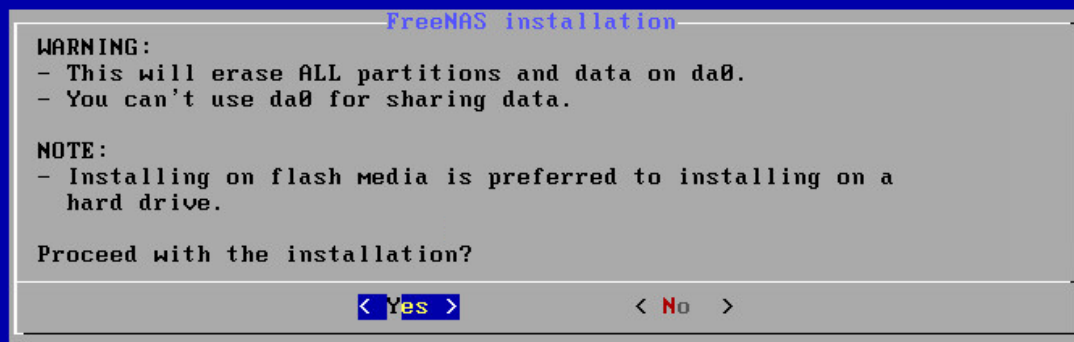 FreeNAS installation
WARNING:
- This will erase ALL partitions and data on da0.
- You can't use da0 for sharing data.
NOTE:
- Installing on flash media is preferred to installing on a
hard drive.
Proceed with the installation?
< Yes > < No >